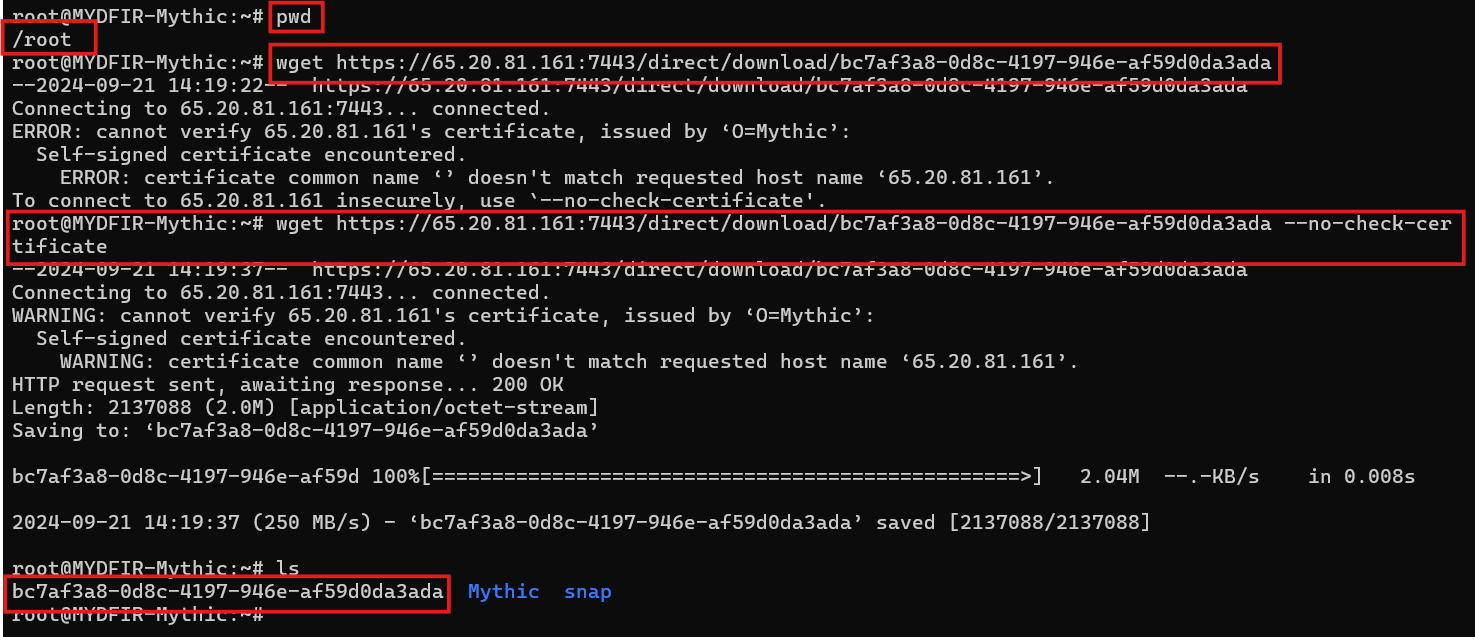 root@MYDFIR-Mythic:~# pwd
/root
root@MYDFIR-Mythic:~# wget https://65.20.81.161:7443/direct/download/bc7af3a8-0d8c-4197-946e-af59d0da3ada
--2024-09-21 14:19:22--  https://65.20.81.161:7443/direct/download/bc7af3a8-0d8c-4197-946e-af59d0da3ada
Connecting to 65.20.81.161:7443... connected.
ERROR: cannot verify 65.20.81.161's certificate, issued by ‘O=Mythic’:
  Self-signed certificate encountered.
    ERROR: certificate common name ‘’ doesn't match requested host name ‘65.20.81.161’.
To connect to 65.20.81.161 insecurely, use `--no-check-certificate'.
root@MYDFIR-Mythic:~# wget https://65.20.81.161:7443/direct/download/bc7af3a8-0d8c-4197-946e-af59d0da3ada --no-check-cer
tificate
--2024-09-21 14:19:37--  https://65.20.81.161:7443/direct/download/bc7af3a8-0d8c-4197-946e-af59d0da3ada
Connecting to 65.20.81.161:7443... connected.
WARNING: cannot verify 65.20.81.161's certificate, issued by ‘O=Mythic’:
  Self-signed certificate encountered.
    WARNING: certificate common name ‘’ doesn't match requested host name ‘65.20.81.161’.
HTTP request sent, awaiting response... 200 OK
Length: 2137088 (2.0M) [application/octet-stream]
Saving to: ‘bc7af3a8-0d8c-4197-946e-af59d0da3ada’
bc7af3a8-0d8c-4197-946e-af59d 100%[=================================================>]   2.04M  --.-KB/s    in 0.008s
2024-09-21 14:19:37 (250 MB/s) - ‘bc7af3a8-0d8c-4197-946e-af59d0da3ada’ saved [2137088/2137088]
root@MYDFIR-Mythic:~# ls
bc7af3a8-0d8c-4197-946e-af59d0da3ada  Mythic  snap
root@MYDFIR-Mythic:~#